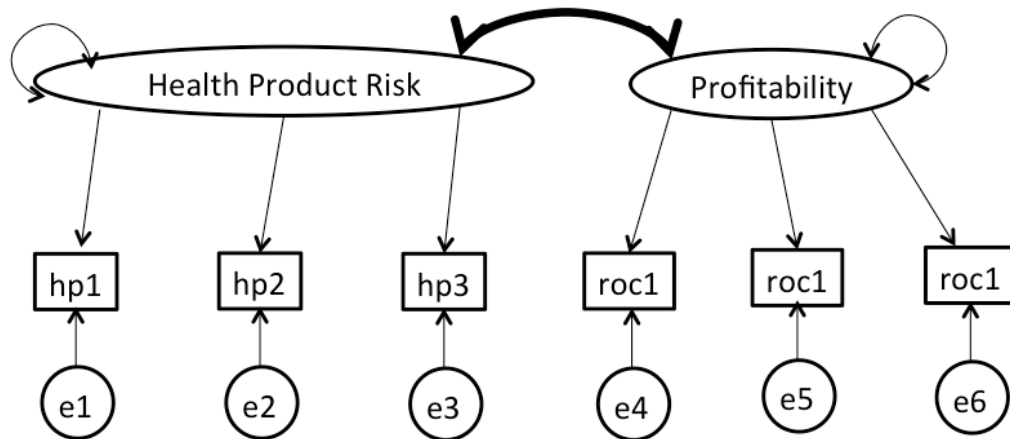 Health Product Risk
Profitability
hp1
hp2
hp3
roc1
roc1
roc1
e1
e2
e3
e4
e5
e6